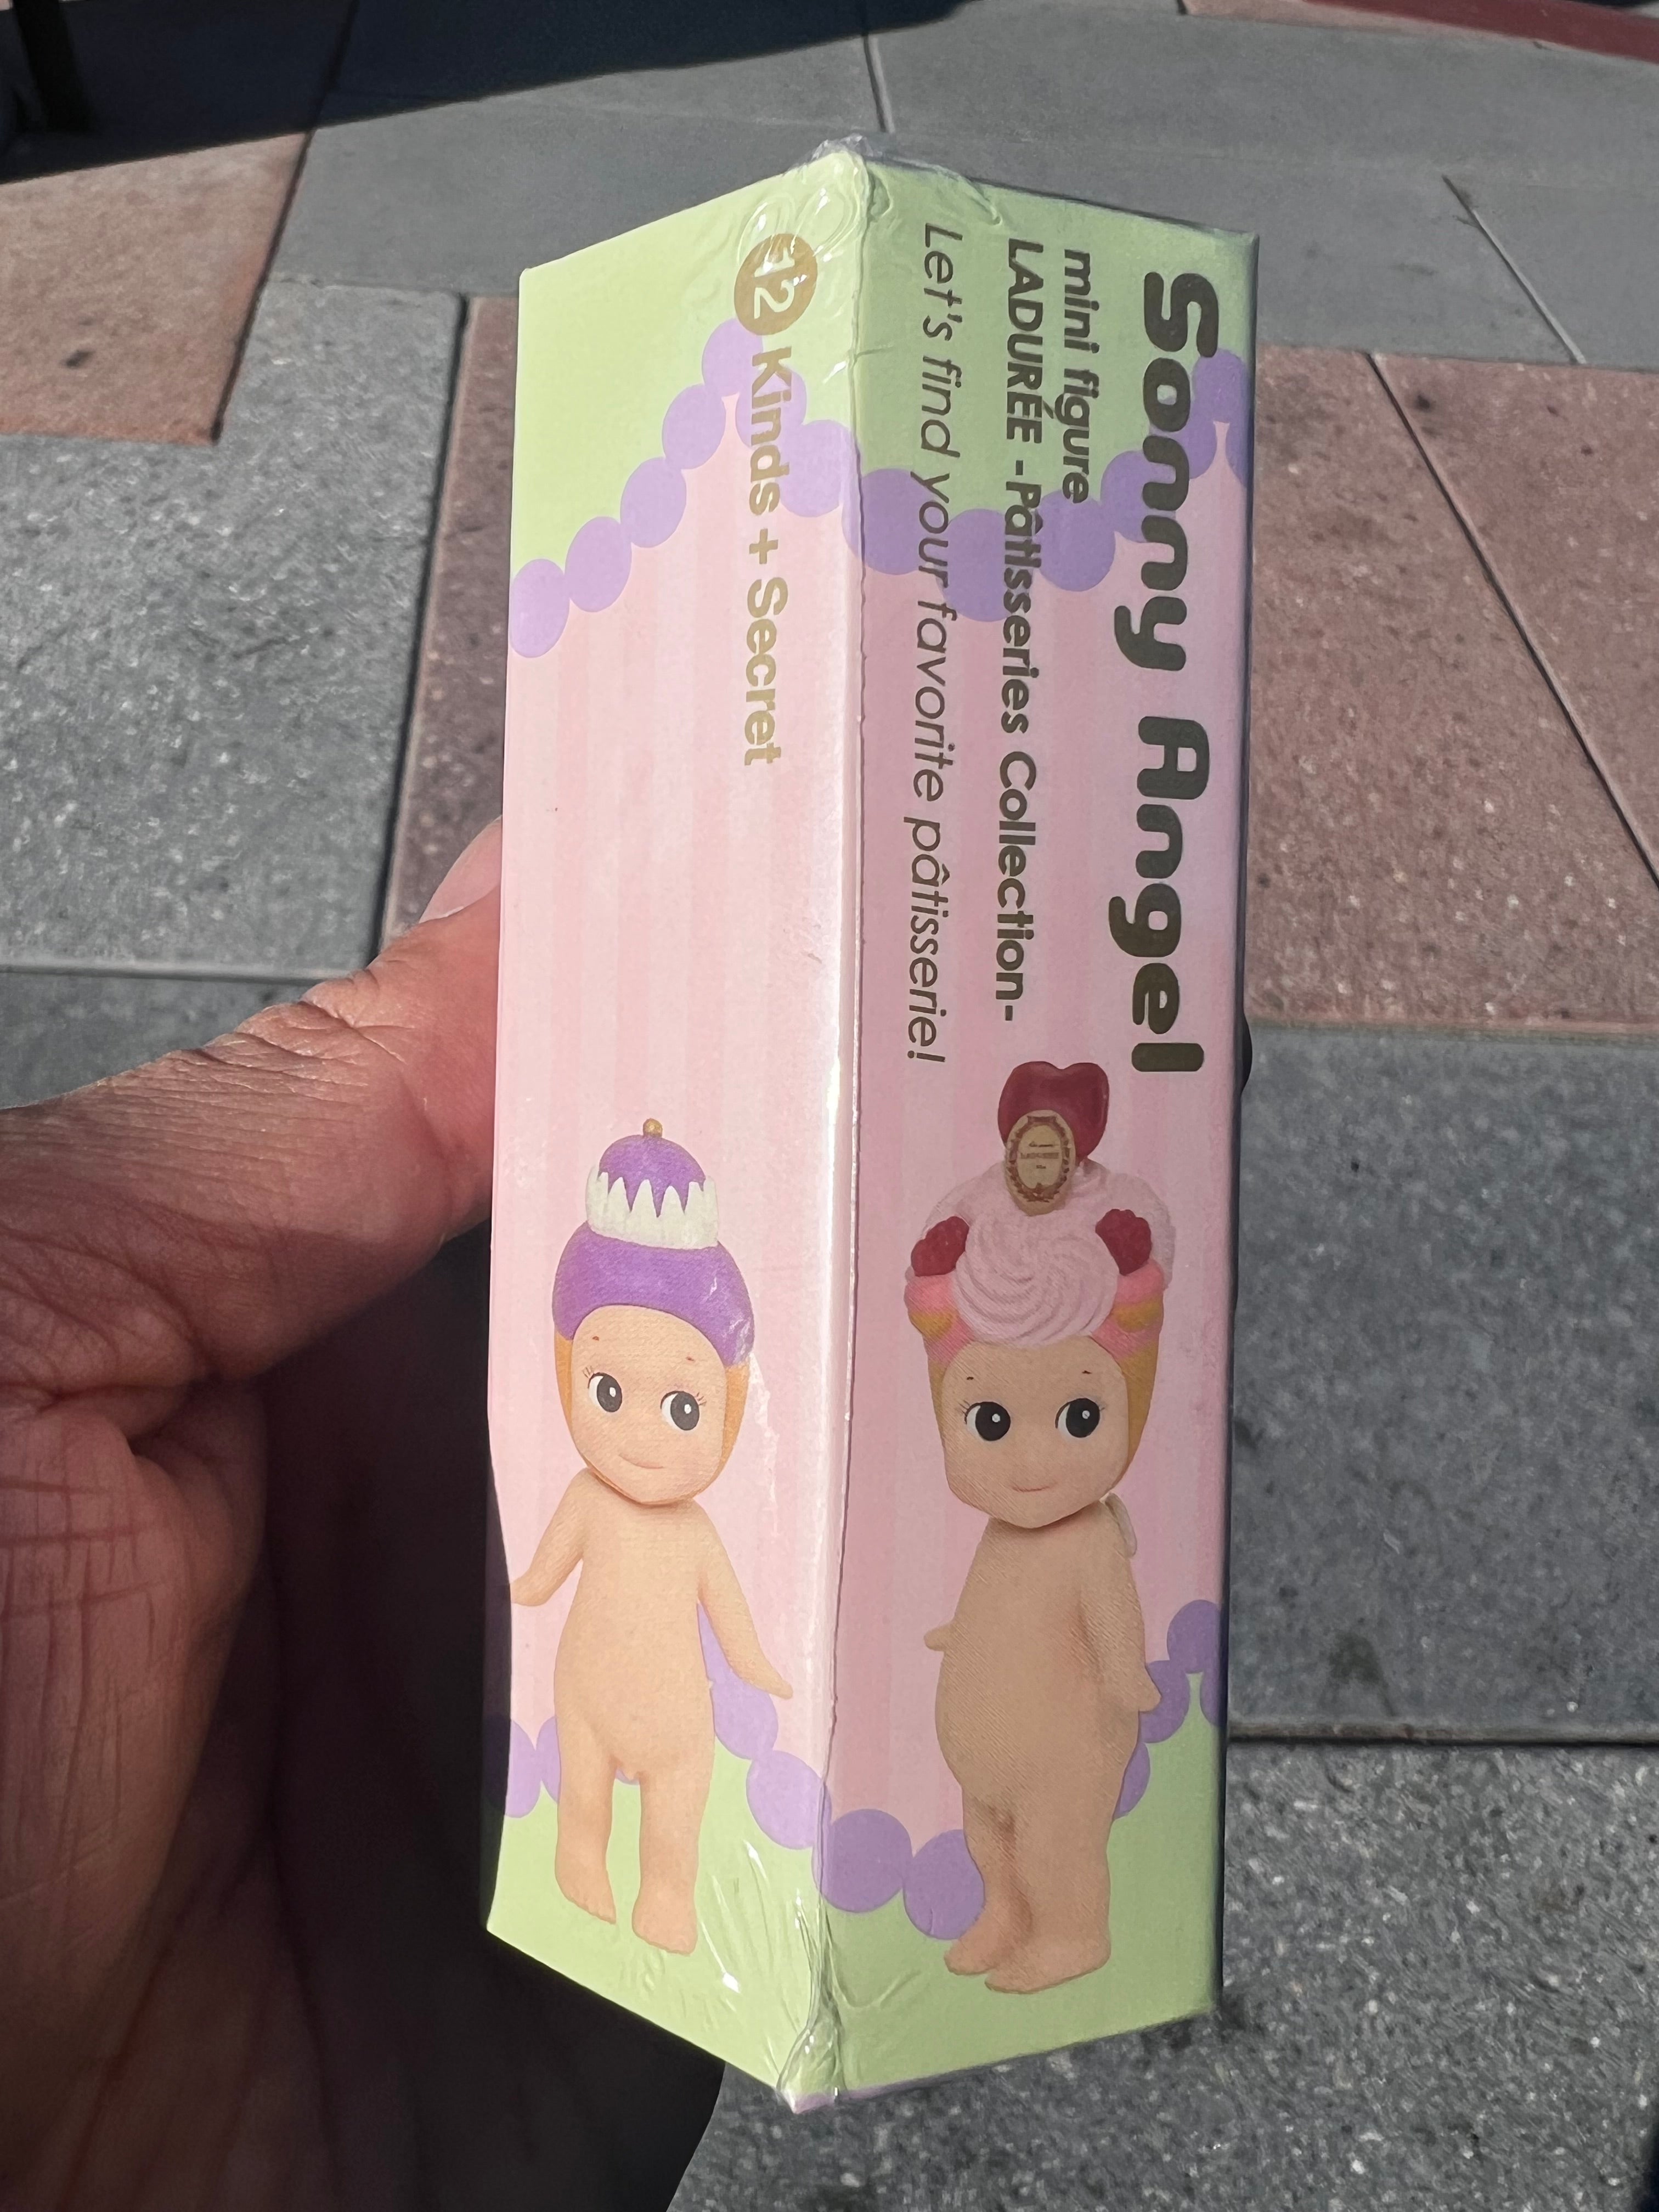 Sonny Angel
mini figure
LADURÉE -Pâtisseries Collection-
Let's find your favorite pâtisserie!
12 Kinds + Secret